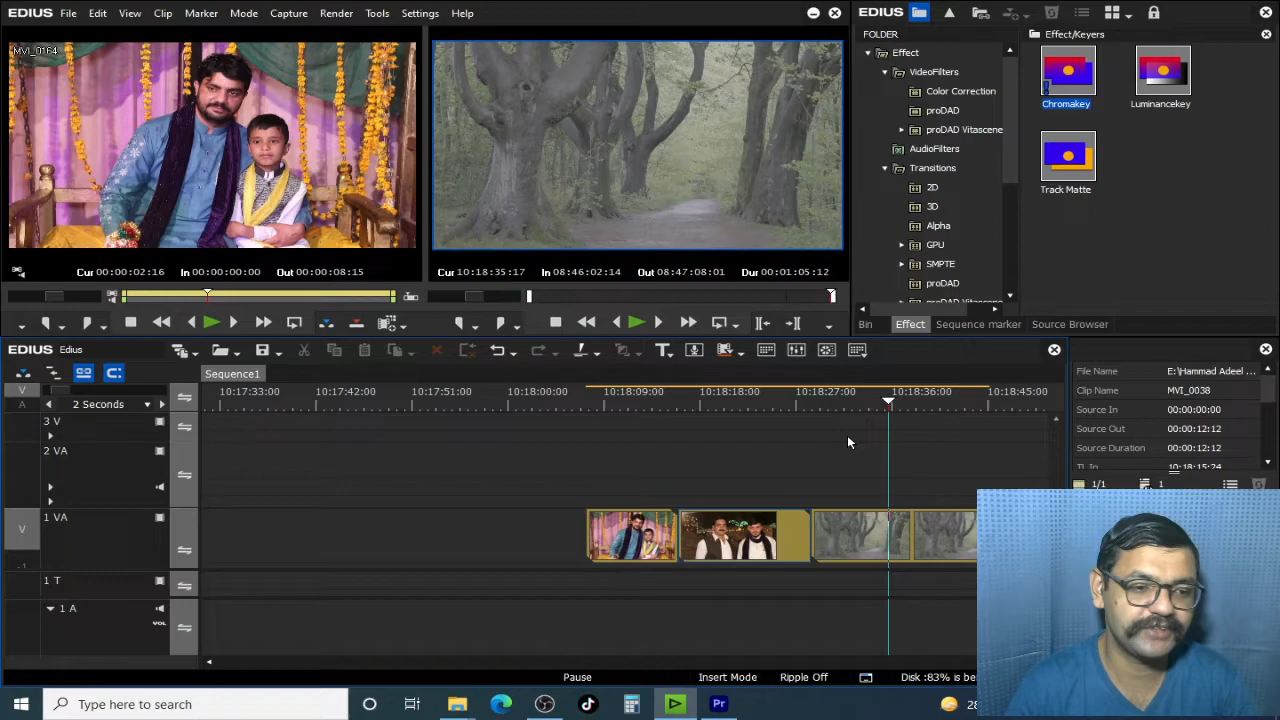 EDIUS File Edit View Clip Marker Mode Capture Render Tools Settings Help
MVI_0164
Cur 00:00:02:16 In 00:00:00:00 Out 00:00:08:15
Cur 10:18:35:17 In 08:46:02:14 Out 08:47:08:01 Dur 00:01:05:12
EDIUS
FOLDER
Effect
VideoFilters
Color Correction
proDAD
proDAD Vitascene
AudioFilters
Transitions
2D
3D
Alpha
GPU
SMPTE
proDAD
proDAD Vitascene
Effect/Keyers
Chromakey
Luminancekey
Track Matte
Bin Effect Sequence marker Source Browser
EDIUS Edius
Sequence1
V
A
2 Seconds
10:17:33:00 10:17:42:00 10:17:51:00 10:18:00:00 10:18:09:00 10:18:18:00 10:18:27:00 10:18:36:00 10:18:45:00
3 V
2 VA
V
1 VA
1 T
1 A
VOL
Pause Insert Mode Ripple Off Disk :83% is be
File Name E:\Hammad Adeel ...
Clip Name MVI_0038
Source In 00:00:00:00
Source Out 00:00:12:12
Source Duration 00:00:12:12
TL In 10:18:15:24
1/1 1
Type here to search
Pr
28